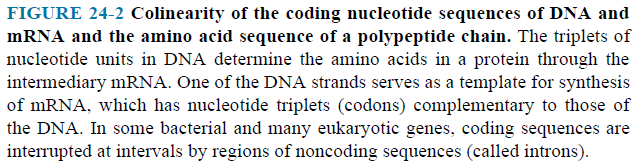 FIGURE 24-2 Colinearity of the coding nucleotide sequences of DNA and
mRNA and the amino acid sequence of a polypeptide chain. The triplets of
nucleotide units in DNA determine the amino acids in a protein through the
intermediary mRNA. One of the DNA strands serves as a template for synthesis
of mRNA, which has nucleotide triplets (codons) complementary to those of
the DNA. In some bacterial and many eukaryotic genes, coding sequences are
interrupted at intervals by regions of noncoding sequences (called introns).